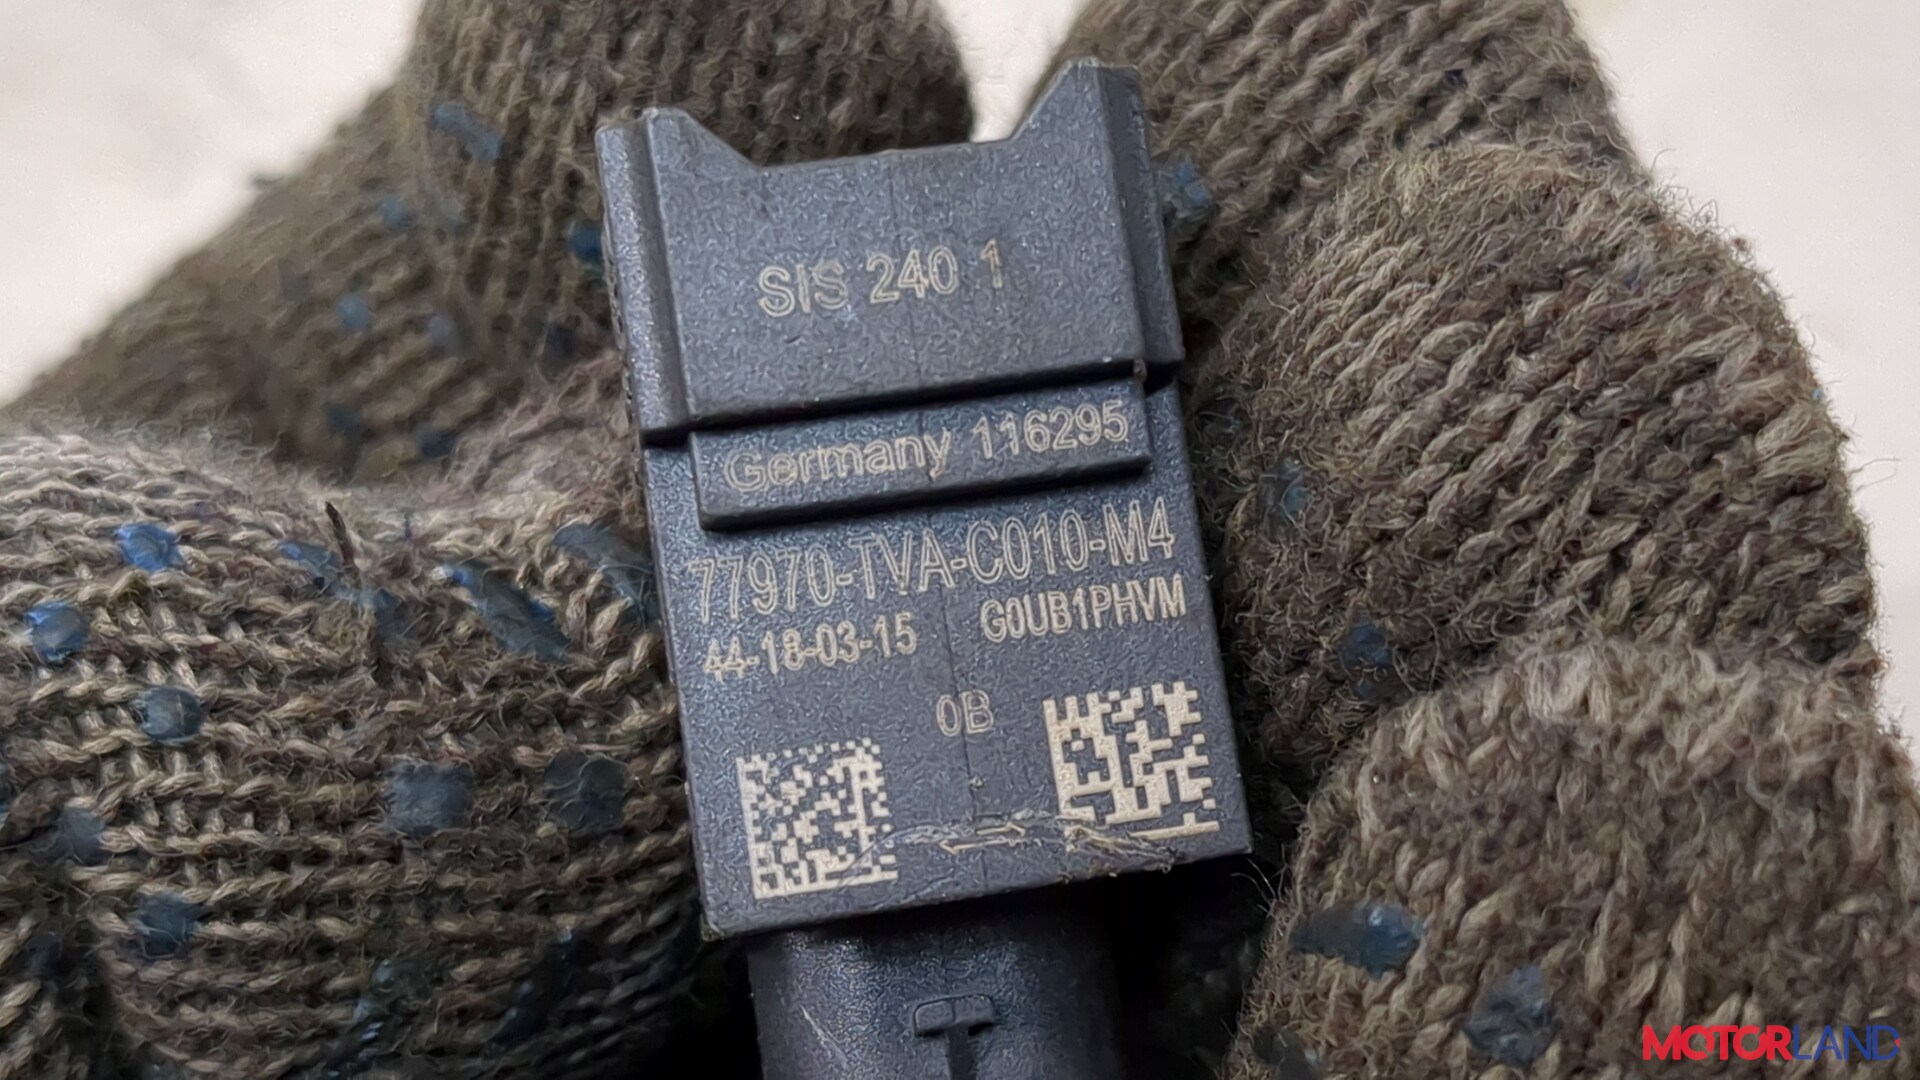 SIS 240 1
Germany 116295
77970-TVA-C010-M4
44-18-03-15 G0UB1PHVM
0B
MOTORLAND